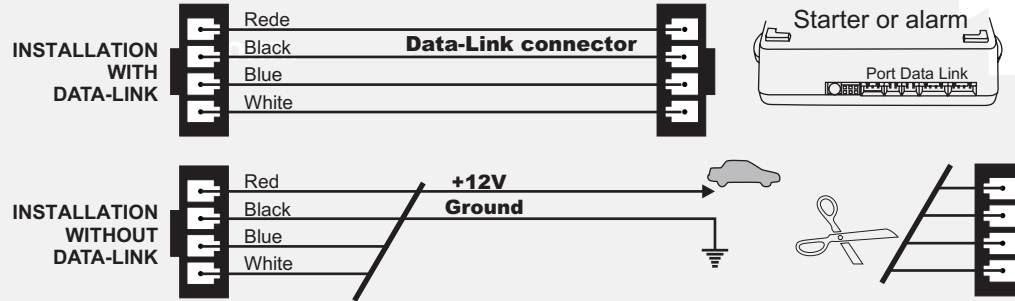 INSTALLATION
WITH
DATA-LINK
Rede
Black
Blue
White
Data-Link connector
Starter or alarm
Port Data Link
INSTALLATION
WITHOUT
DATA-LINK
Red
Black
Blue
White
+12V
Ground